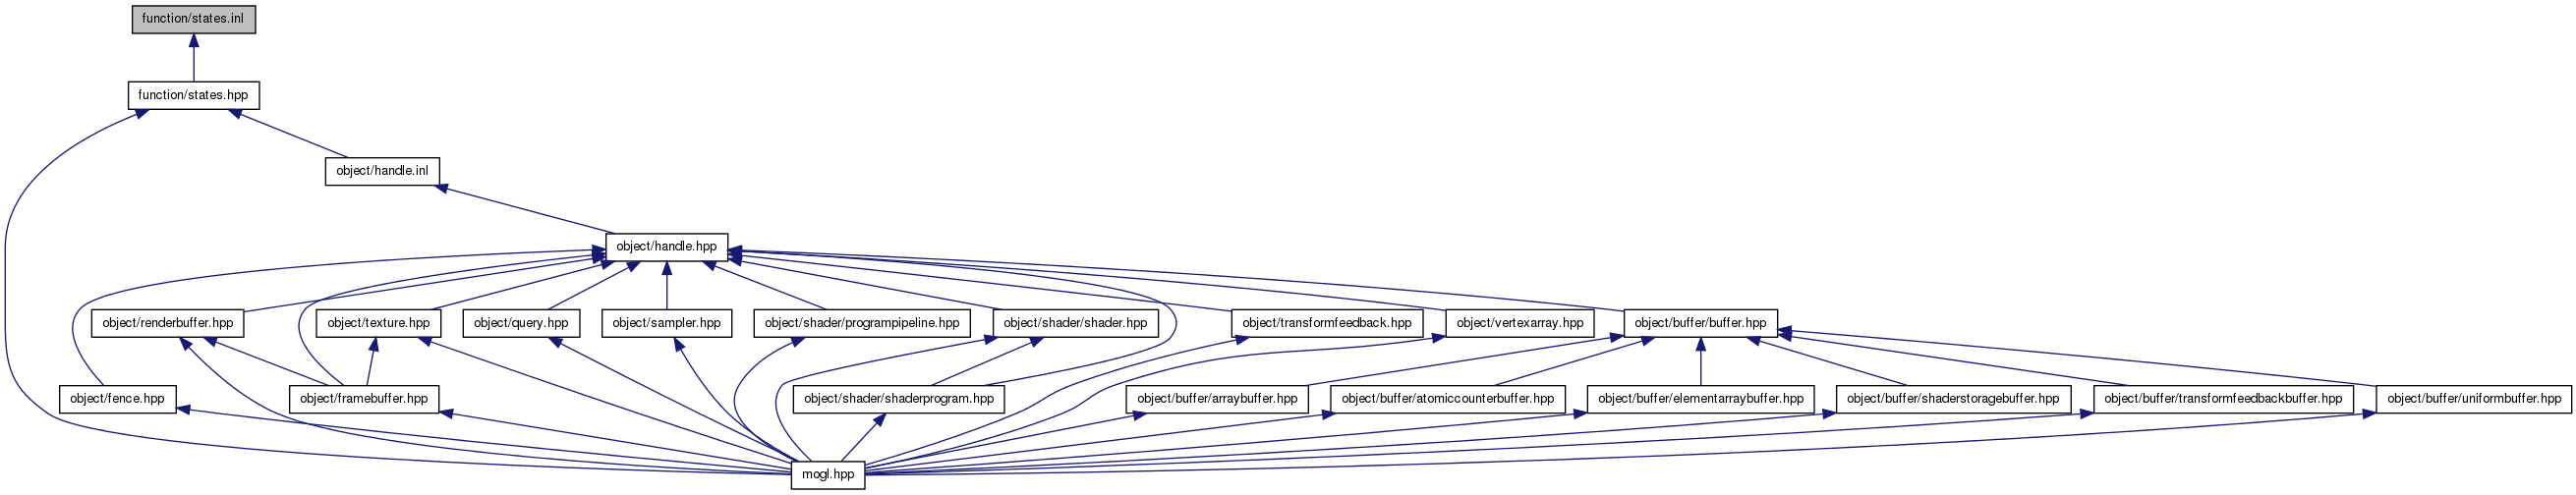 function/states.inl
function/states.hpp
object/handle.inl
object/handle.hpp
object/renderbuffer.hpp
object/texture.hpp
object/query.hpp
object/sampler.hpp
object/shader/programpipeline.hpp
object/shader/shader.hpp
object/transformfeedback.hpp
object/vertexarray.hpp
object/buffer/buffer.hpp
object/fence.hpp
object/framebuffer.hpp
object/shader/shaderprogram.hpp
object/buffer/arraybuffer.hpp
object/buffer/atomiccounterbuffer.hpp
object/buffer/elementarraybuffer.hpp
object/buffer/shaderstoragebuffer.hpp
object/buffer/transformfeedbackbuffer.hpp
object/buffer/uniformbuffer.hpp
mogl.hpp